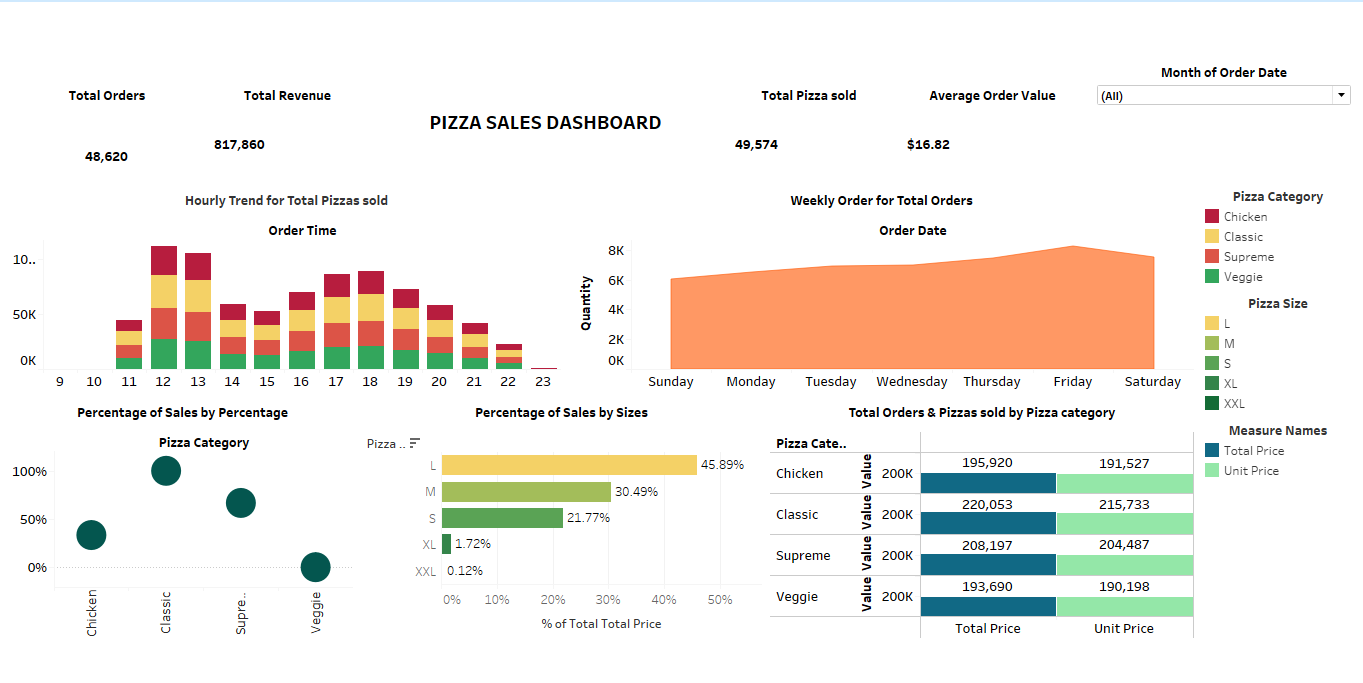 Month of Order Date
(All)
Total Orders
Total Revenue
Total Pizza sold
Average Order Value
PIZZA SALES DASHBOARD
48,620
817,860
49,574
$16.82
Hourly Trend for Total Pizzas sold
Order Time
10..
50K
0K
9 10 11 12 13 14 15 16 17 18 19 20 21 22 23
Weekly Order for Total Orders
Order Date
Quantity
8K
6K
4K
2K
0K
Sunday Monday Tuesday Wednesday Thursday Friday Saturday
Pizza Category
Chicken
Classic
Supreme
Veggie
Pizza Size
L
M
S
XL
XXL
Measure Names
Total Price
Unit Price
Percentage of Sales by Percentage
Pizza Category
100%
50%
0%
Chicken
Classic
Supre..
Veggie
Percentage of Sales by Sizes
Pizza ..
L 45.89%
M 30.49%
S 21.77%
XL 1.72%
XXL 0.12%
0% 10% 20% 30% 40% 50%
% of Total Total Price
Total Orders & Pizzas sold by Pizza category
Pizza Cate..
Chicken Value 200K 195,920 191,527
Classic Value 200K 220,053 215,733
Supreme Value 200K 208,197 204,487
Veggie Value 200K 193,690 190,198
Total Price Unit Price